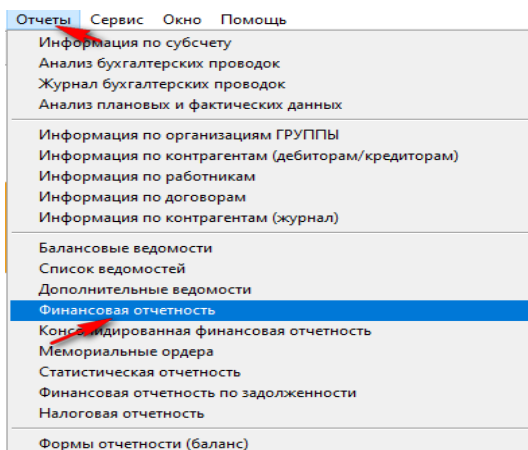 Отчеты Сервис Окно Помощь
Информация по субсчету
Анализ бухгалтерских проводок
Журнал бухгалтерских проводок
Анализ плановых и фактических данных
Информация по организациям ГРУППЫ
Информация по контрагентам (дебиторам/кредиторам)
Информация по работникам
Информация по договорам
Информация по контрагентам (журнал)
Балансовые ведомости
Список ведомостей
Дополнительные ведомости
Финансовая отчетность
Консолидированная финансовая отчетность
Мемориальные ордера
Статистическая отчетность
Финансовая отчетность по задолженности
Налоговая отчетность
Формы отчетности (баланс)